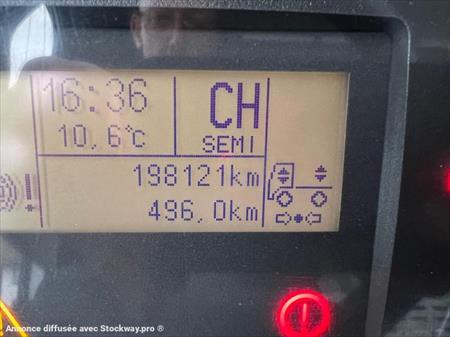 16:36
10,6°C
CH
SEMI
198121km
496,0km
Annonce diffusée avec Stockway.pro ®